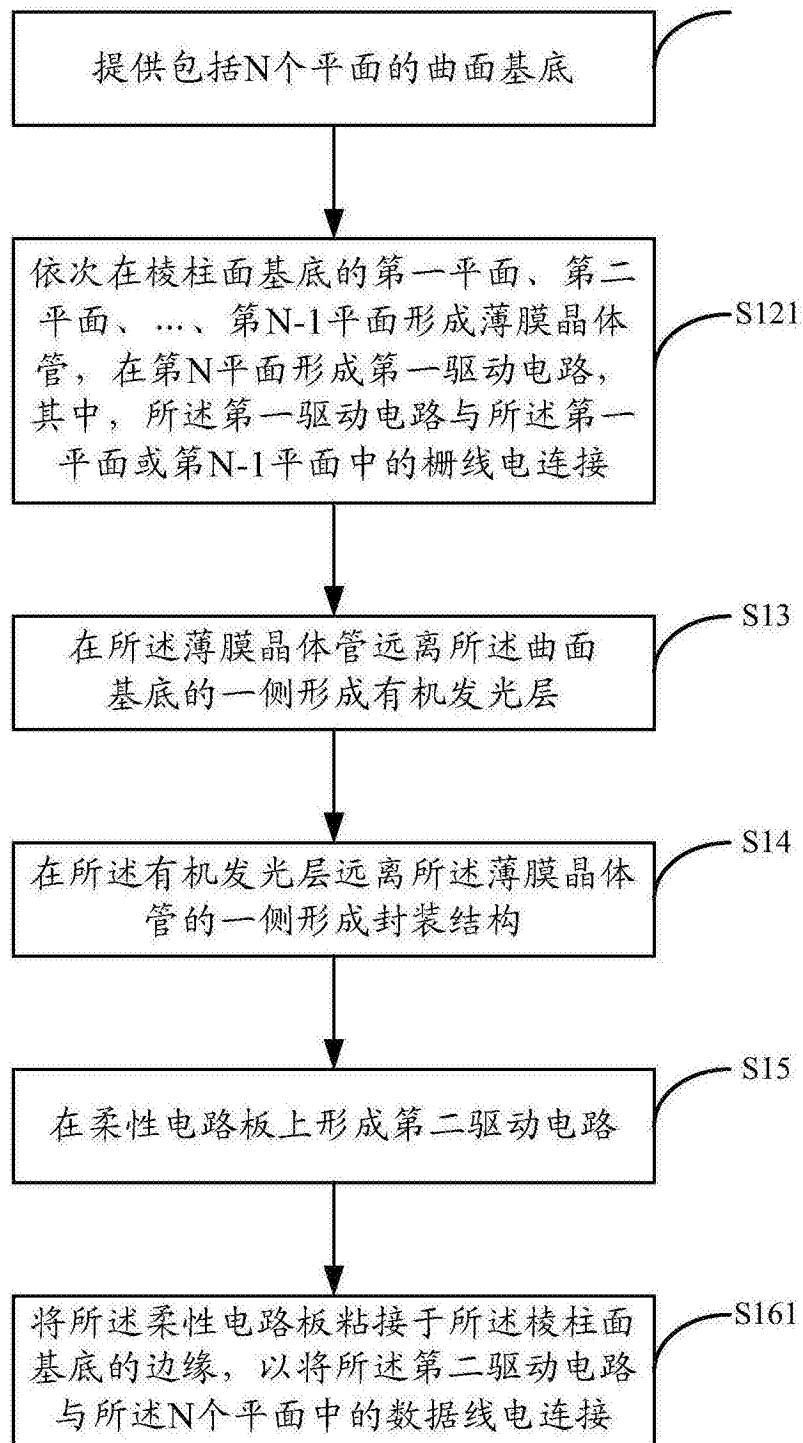 提供包括N个平面的曲面基底
依次在棱柱面基底的第一平面、第二
平面、...、第N-1平面形成薄膜晶体
管，在第N平面形成第一驱动电路，
其中，所述第一驱动电路与所述第一
平面或第N-1平面中的栅线电连接
S121
在所述薄膜晶体管远离所述曲面
基底的一侧形成有机发光层
S13
在所述有机发光层远离所述薄膜晶体
管的一侧形成封装结构
S14
在柔性电路板上形成第二驱动电路
S15
将所述柔性电路板粘接于所述棱柱面
基底的边缘，以将所述第二驱动电路
与所述N个平面中的数据线电连接
S161